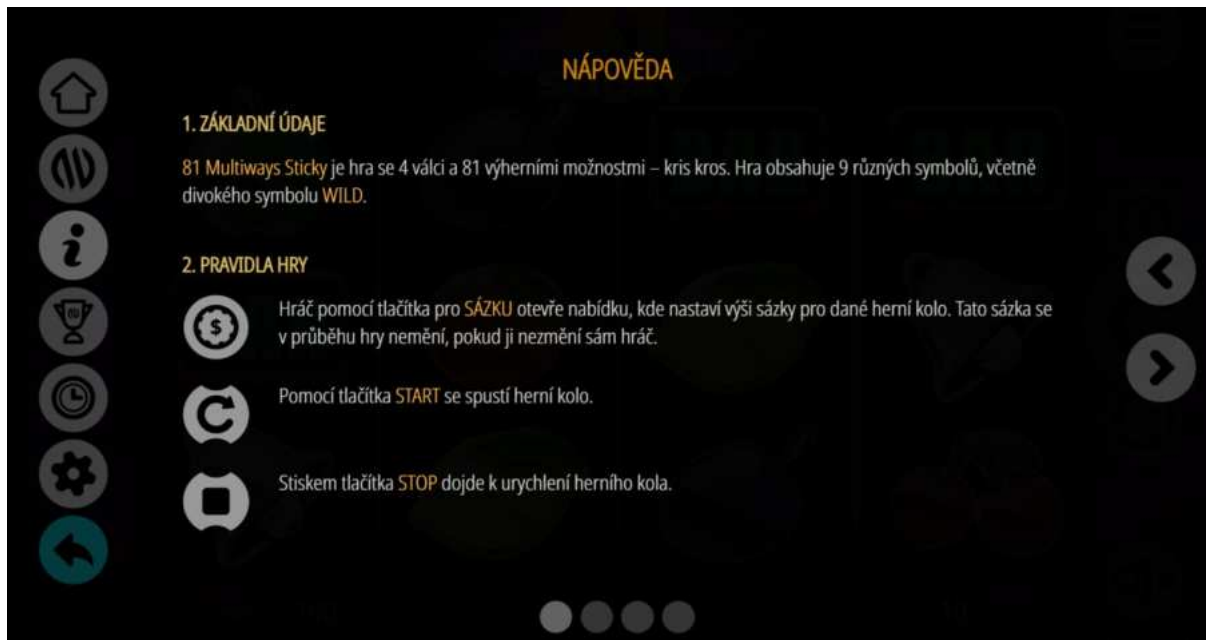 NÁPOVĚDA
1. ZÁKLADNÍ ÚDAJE
81 Multiways Sticky je hra se 4 válci a 81 výherními možnostmi – kris kros. Hra obsahuje 9 různých symbolů, včetně
divokého symbolu WILD.
2. PRAVIDLA HRY
Hráč pomocí tlačítka pro SÁZKU otevře nabídku, kde nastaví výši sázky pro dané herní kolo. Tato sázka se
v průběhu hry nemění, pokud ji nezmění sám hráč.
Pomocí tlačítka START se spustí herní kolo.
Stiskem tlačítka STOP dojde k urychlení herního kola.